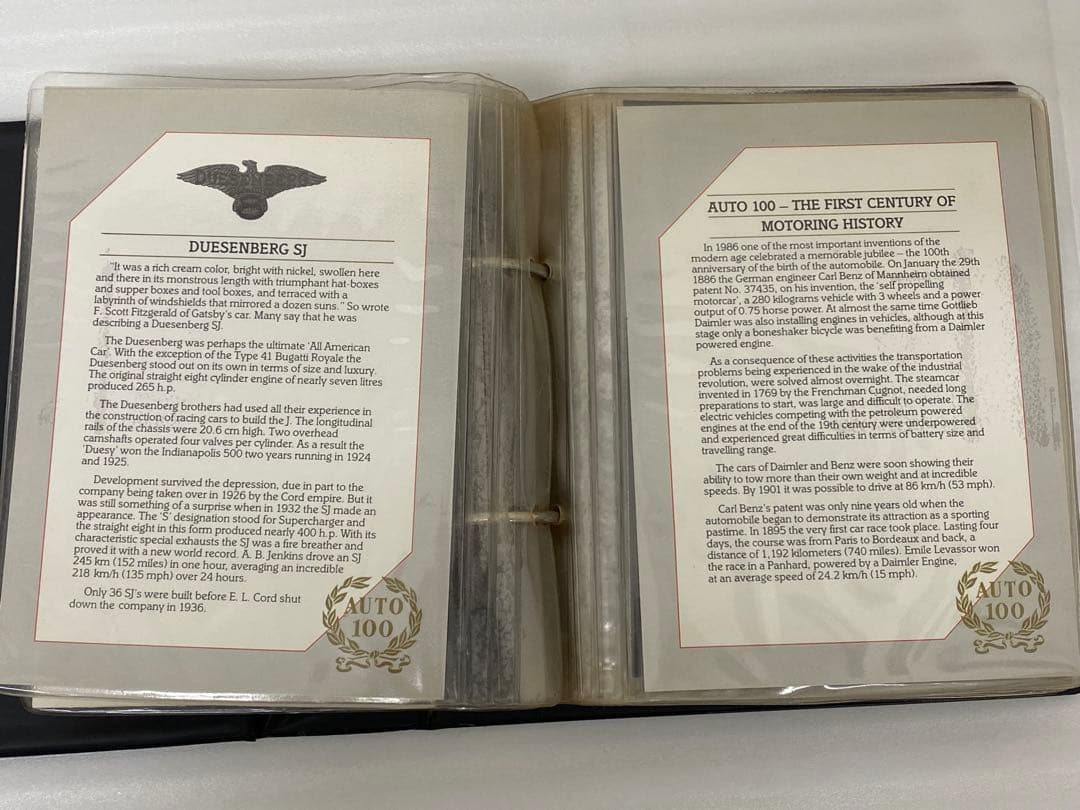 DUESENBERG
DUESENBERG SJ
"It was a rich cream color, bright with nickel, swollen here
and there in its monstrous length with triumphant hat-boxes
and supper boxes and tool boxes, and terraced with a
labyrinth of windshields that mirrored a dozen suns." So wrote
F. Scott Fitzgerald of Gatsby's car. Many say that he was
describing a Duesenberg SJ.
The Duesenberg was perhaps the ultimate 'All American
Car'. With the exception of the Type 41 Bugatti Royale the
Duesenberg stood out on its own in terms of size and luxury.
The original straight eight cylinder engine of nearly seven litres
produced 265 h.p.
The Duesenberg brothers had used all their experience in
the construction of racing cars to build the J. The longitudinal
rails of the chassis were 20.6 cm high. Two overhead
camshafts operated four valves per cylinder. As a result the
'Duesy' won the Indianapolis 500 two years running in 1924
and 1925.
Development survived the depression, due in part to the
company being taken over in 1926 by the Cord empire. But it
was still something of a surprise when in 1932 the SJ made an
appearance. The 'S' designation stood for Supercharger and
the straight eight in this form produced nearly 400 h.p. With its
characteristic special exhausts the SJ was a fire breather and
proved it with a new world record. A. B. Jenkins drove an SJ
245 km (152 miles) in one hour, averaging an incredible
218 km/h (135 mph) over 24 hours.
Only 36 SJ's were built before E. L. Cord shut
down the company in 1936.
AUTO
100
AUTO 100 – THE FIRST CENTURY OF
MOTORING HISTORY
In 1986 one of the most important inventions of the
modern age celebrated a memorable jubilee – the 100th
anniversary of the birth of the automobile. On January the 29th
1886 the German engineer Carl Benz of Mannheim obtained
patent No. 37435, on his invention, the 'self propelling
motorcar', a 280 kilograms vehicle with 3 wheels and a power
output of 0.75 horse power. At almost the same time Gottlieb
Daimler was also installing engines in vehicles, although at this
stage only a boneshaker bicycle was benefiting from a Daimler
powered engine.
As a consequence of these activities the transportation
problems being experienced in the wake of the industrial
revolution, were solved almost overnight. The steamcar
invented in 1769 by the Frenchman Cugnot, needed long
preparations to start, was large and difficult to operate. The
electric vehicles competing with the petroleum powered
engines at the end of the 19th century were underpowered
and experienced great difficulties in terms of battery size and
travelling range.
The cars of Daimler and Benz were soon showing their
ability to tow more than their own weight and at incredible
speeds. By 1901 it was possible to drive at 86 km/h (53 mph).
Carl Benz's patent was only nine years old when the
automobile began to demonstrate its attraction as a sporting
pastime. In 1895 the very first car race took place. Lasting four
days, the course was from Paris to Bordeaux and back, a
distance of 1,192 kilometers (740 miles). Emile Levassor won
the race in a Panhard, powered by a Daimler Engine,
at an average speed of 24.2 km/h (15 mph).
AUTO
100